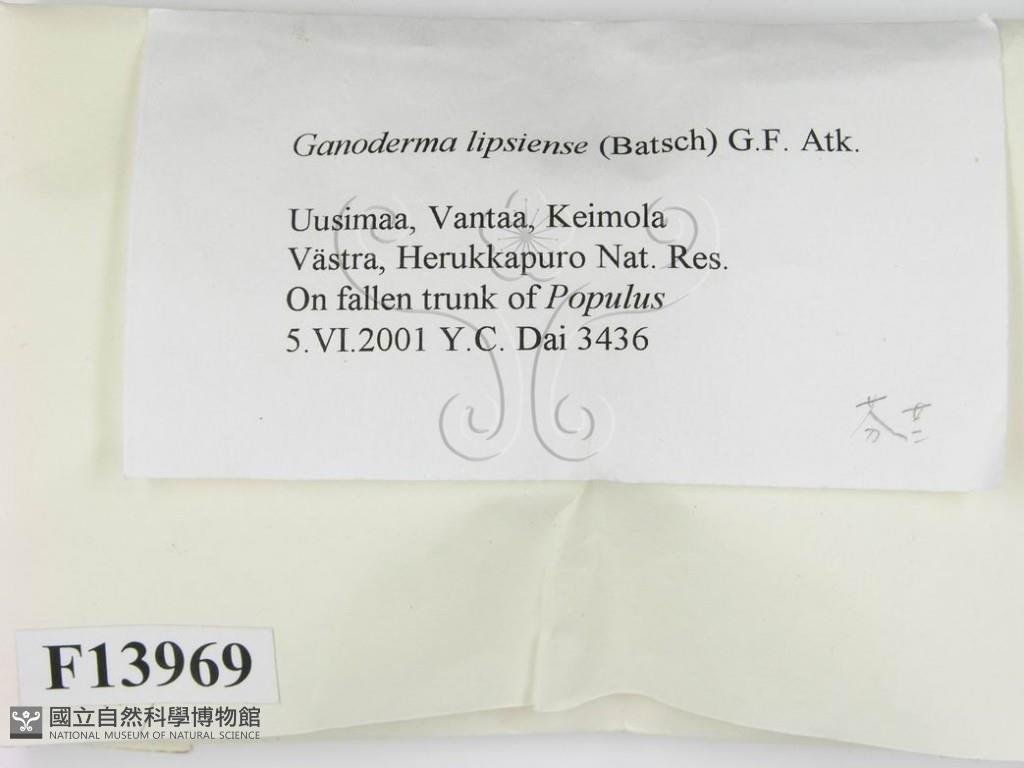 Ganoderma lipsiense (Batsch) G.F. Atk.
Uusimaa, Vantaa, Keimola
Västra, Herukkapuro Nat. Res.
On fallen trunk of Populus
5.VI.2001 Y.C. Dai 3436
芬芸
F13969
國立自然科學博物館
NATIONAL MUSEUM OF NATURAL SCIENCE